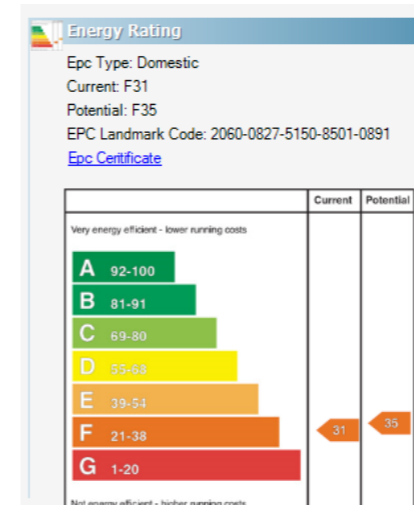 Energy Rating
Epc Type: Domestic
Current: F31
Potential: F35
EPC Landmark Code: 2060-0827-5150-8501-0891
Epc Ceritificate
Current Potential
Very energy efficient - lower running costs
A 92-100
B 81-91
C 69-80
D 55-68
E 39-54
F 21-38 31 35
G 1-20
Not energy efficient - higher running costs